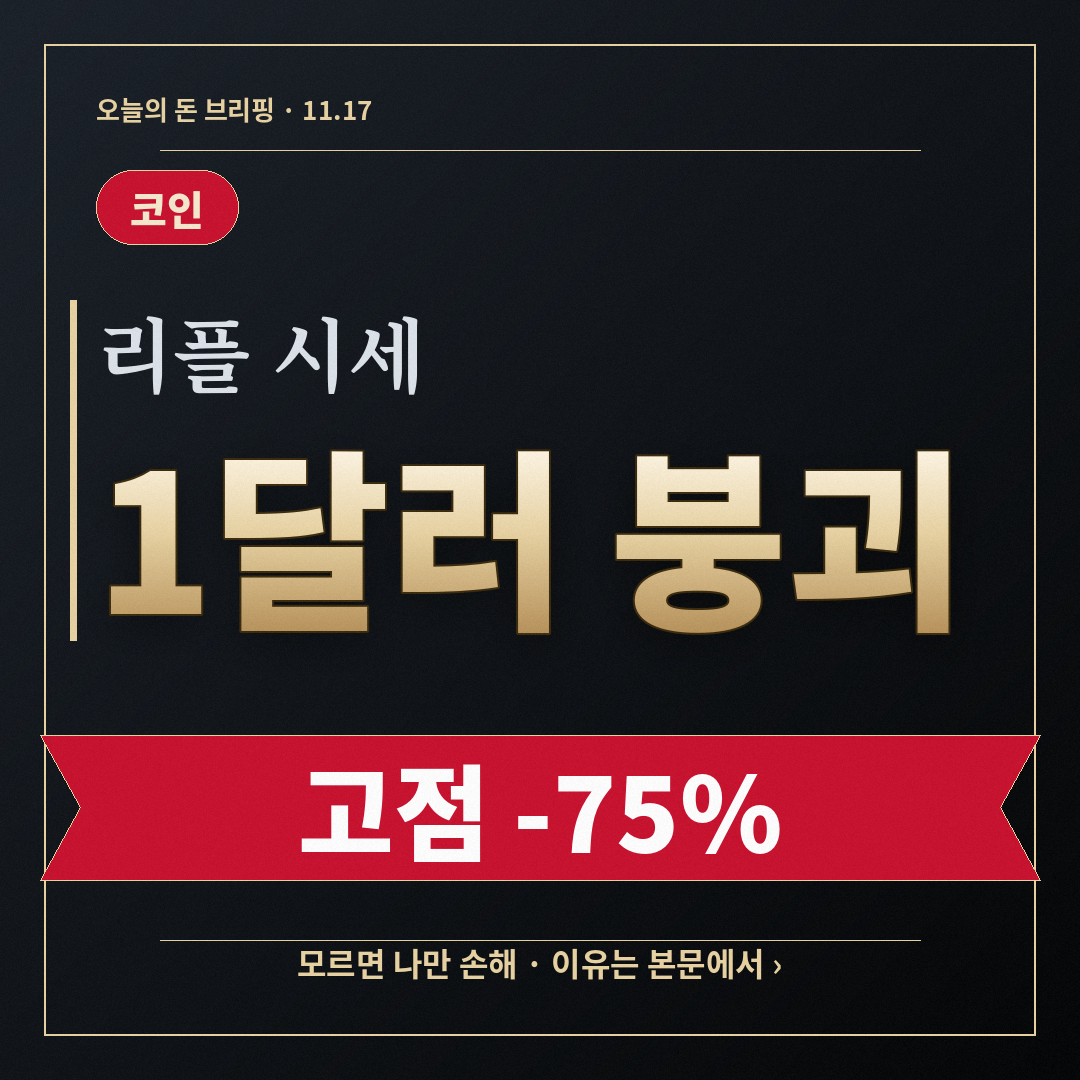 오늘의 돈 브리핑 · 11.17
코인
리플 시세
1달러 붕괴
고점 -75%
모르면 나만 손해 · 이유는 본문에서 ›